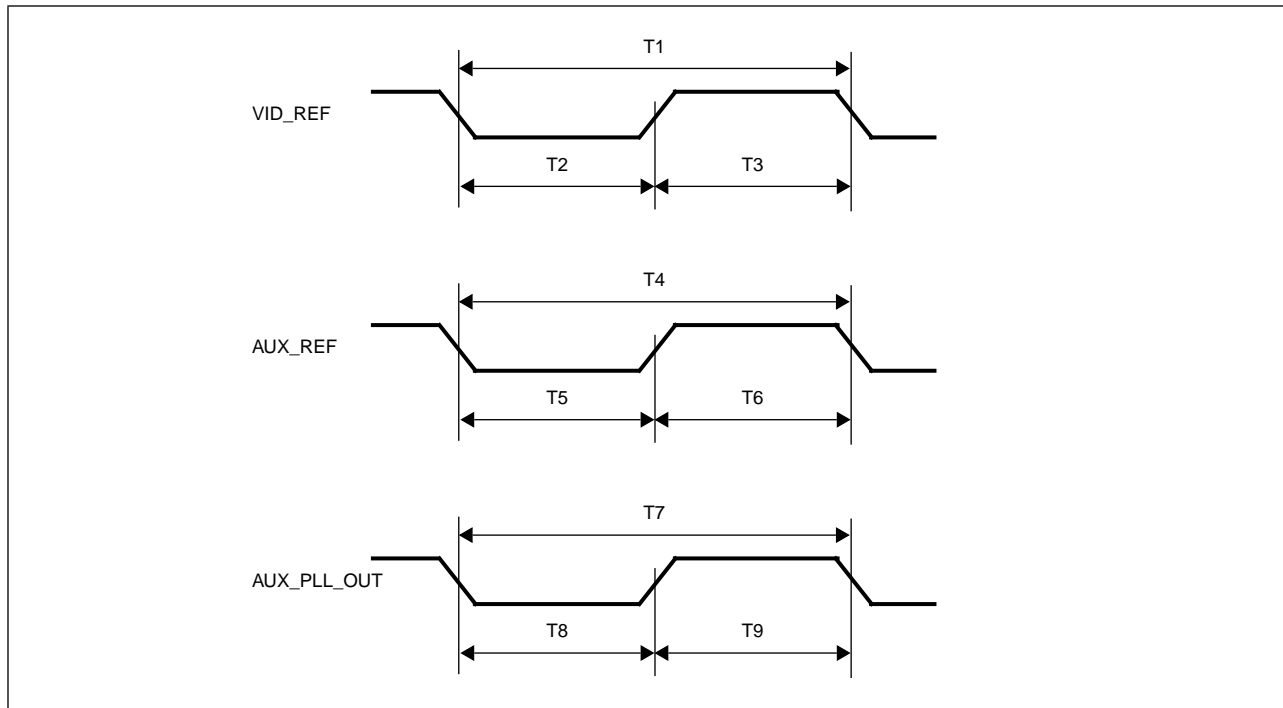 T1
VID_REF
T2 T3
T4
AUX_REF
T5 T6
T7
AUX_PLL_OUT
T8 T9